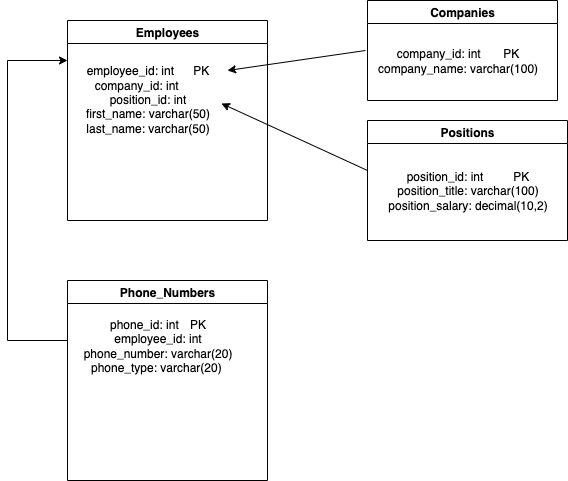 Employees
employee_id: int PK
company_id: int
position_id: int
first_name: varchar(50)
last_name: varchar(50)
Companies
company_id: int PK
company_name: varchar(100)
Positions
position_id: int PK
position_title: varchar(100)
position_salary: decimal(10,2)
Phone_Numbers
phone_id: int PK
employee_id: int
phone_number: varchar(20)
phone_type: varchar(20)